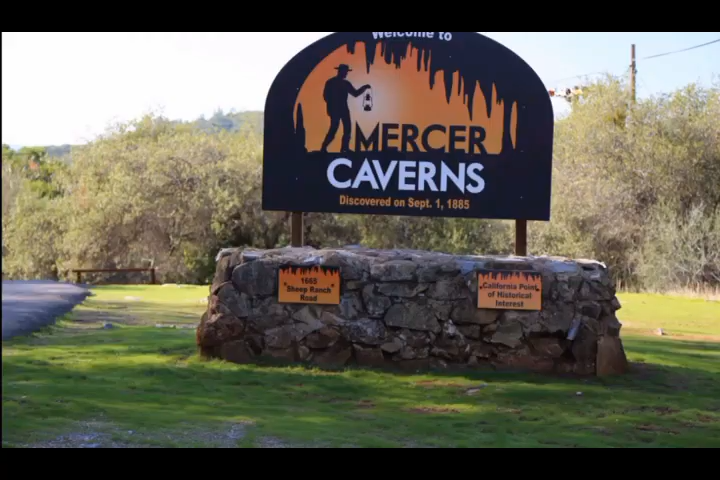 Welcome to
MERCER
CAVERNS
Discovered on Sept. 1, 1885
1665
Sheep Ranch
Road
California Point
of Historical
Interest